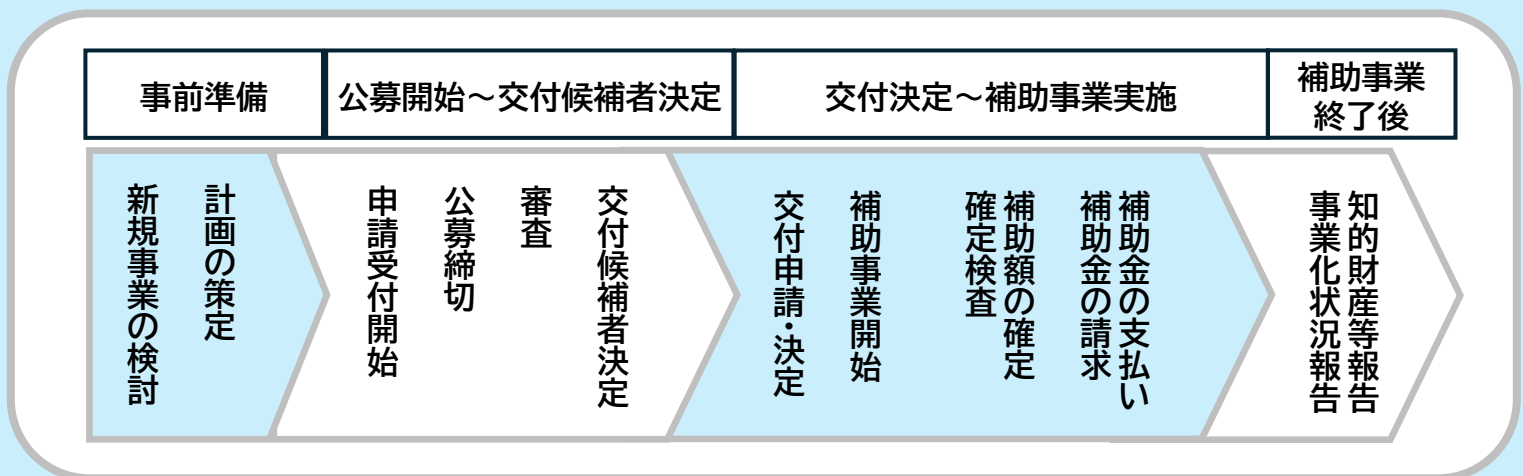 事前準備
公募開始～交付候補者決定
交付決定～補助事業実施
補助事業
終了後
新規事業の検討
計画の策定
申請受付開始
公募締切
審査
交付候補者決定
交付申請・決定
補助事業開始
確定検査
補助額の確定
補助金の請求
補助金の支払い
事業化状況報告
知的財産等報告